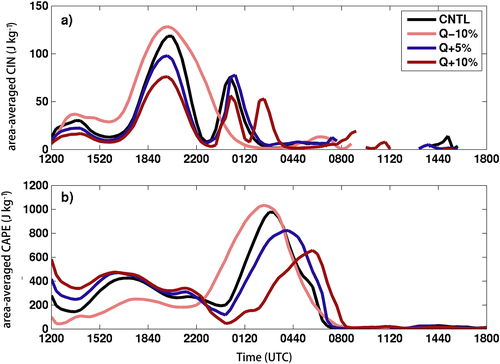 a)
CNTL
Q−10%
Q+5%
Q+10%
area-averaged CIN (J kg⁻¹)
150
100
50
0
1200 1520 1840 2200 0120 0440 0800 1120 1440 1800
b)
area-averaged CAPE (J kg⁻¹)
1200
1000
800
600
400
200
0
1200 1520 1840 2200 0120 0440 0800 1120 1440 1800
Time (UTC)